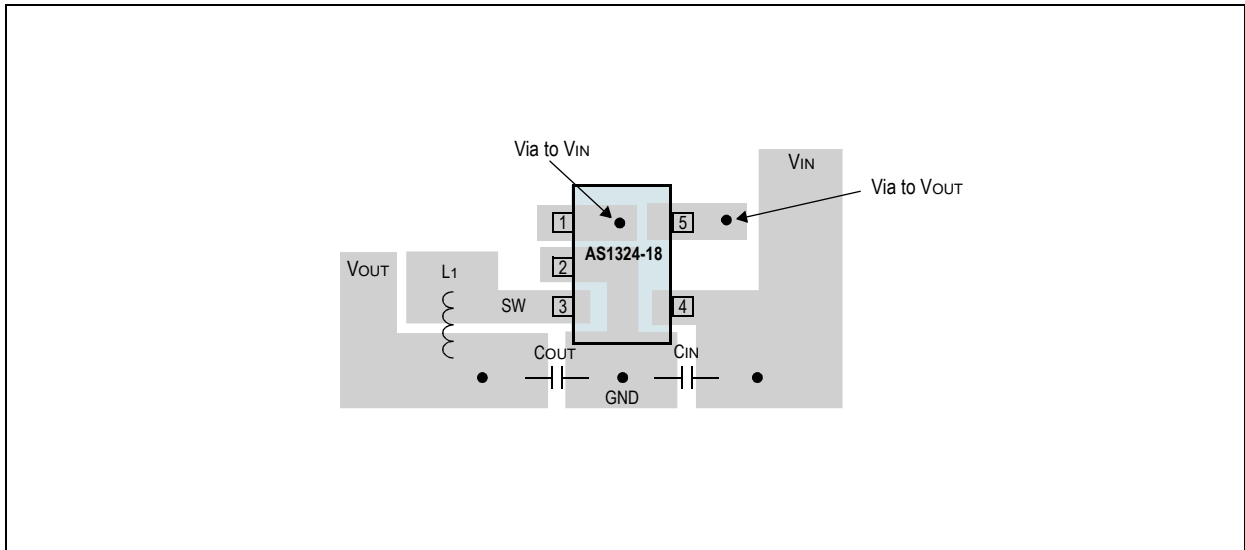 Via to VIN
VIN
Via to VOUT
1
5
AS1324-18
2
VOUT
L1
SW
3
4
COUT
CIN
GND